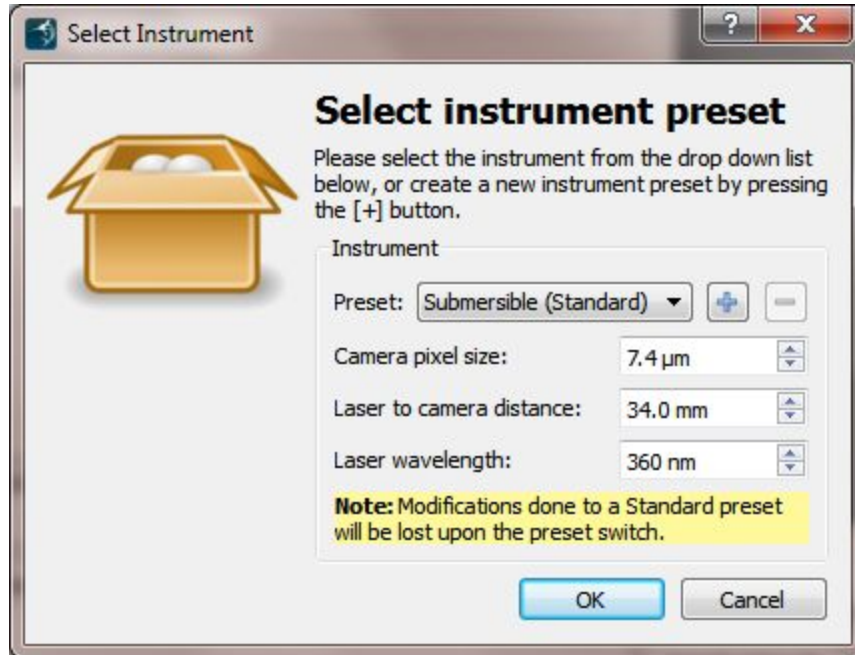 Select Instrument
? X
Select instrument preset
Please select the instrument from the drop down list
below, or create a new instrument preset by pressing
the [+] button.
Instrument
Preset: Submersible (Standard)
Camera pixel size: 7.4 µm
Laser to camera distance: 34.0 mm
Laser wavelength: 360 nm
Note: Modifications done to a Standard preset
will be lost upon the preset switch.
OK Cancel